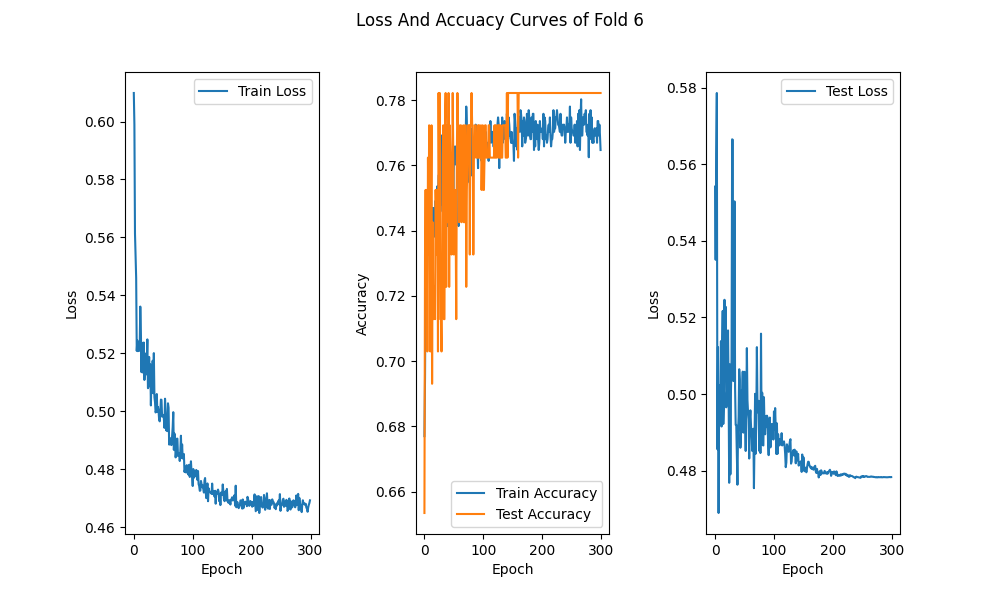 Loss And Accuacy Curves of Fold 6
Train Loss
0.60
0.58
0.56
0.54
0.52
0.50
0.48
0.46
Loss
0 100 200 300
Epoch
0.78
0.76
0.74
0.72
0.70
0.68
0.66
Accuracy
Train Accuracy
Test Accuracy
0 100 200 300
Epoch
Test Loss
0.58
0.56
0.54
0.52
0.50
0.48
Loss
0 100 200 300
Epoch